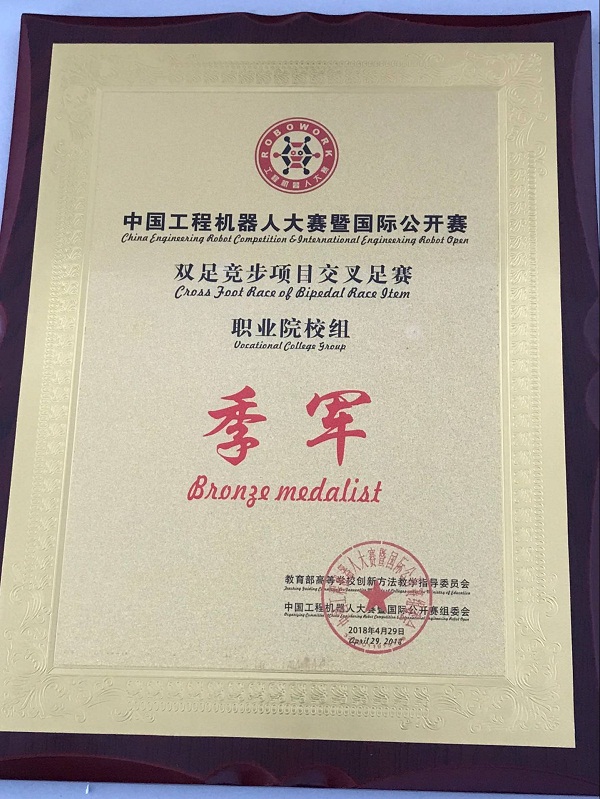 ROBOWORK
工程机器人大赛
中国工程机器人大赛暨国际公开赛
China Engineering Robot Competition & International Engineering Robot Open
双足竞步项目交叉足赛
Cross Foot Race of Bipedal Race Item
职业院校组
Vocational College Group
季军
Bronze medalist
教育部高等学校创新方法教学指导委员会
中国工程机器人大赛暨国际公开赛组委会
2018年4月29日
April 29, 2018